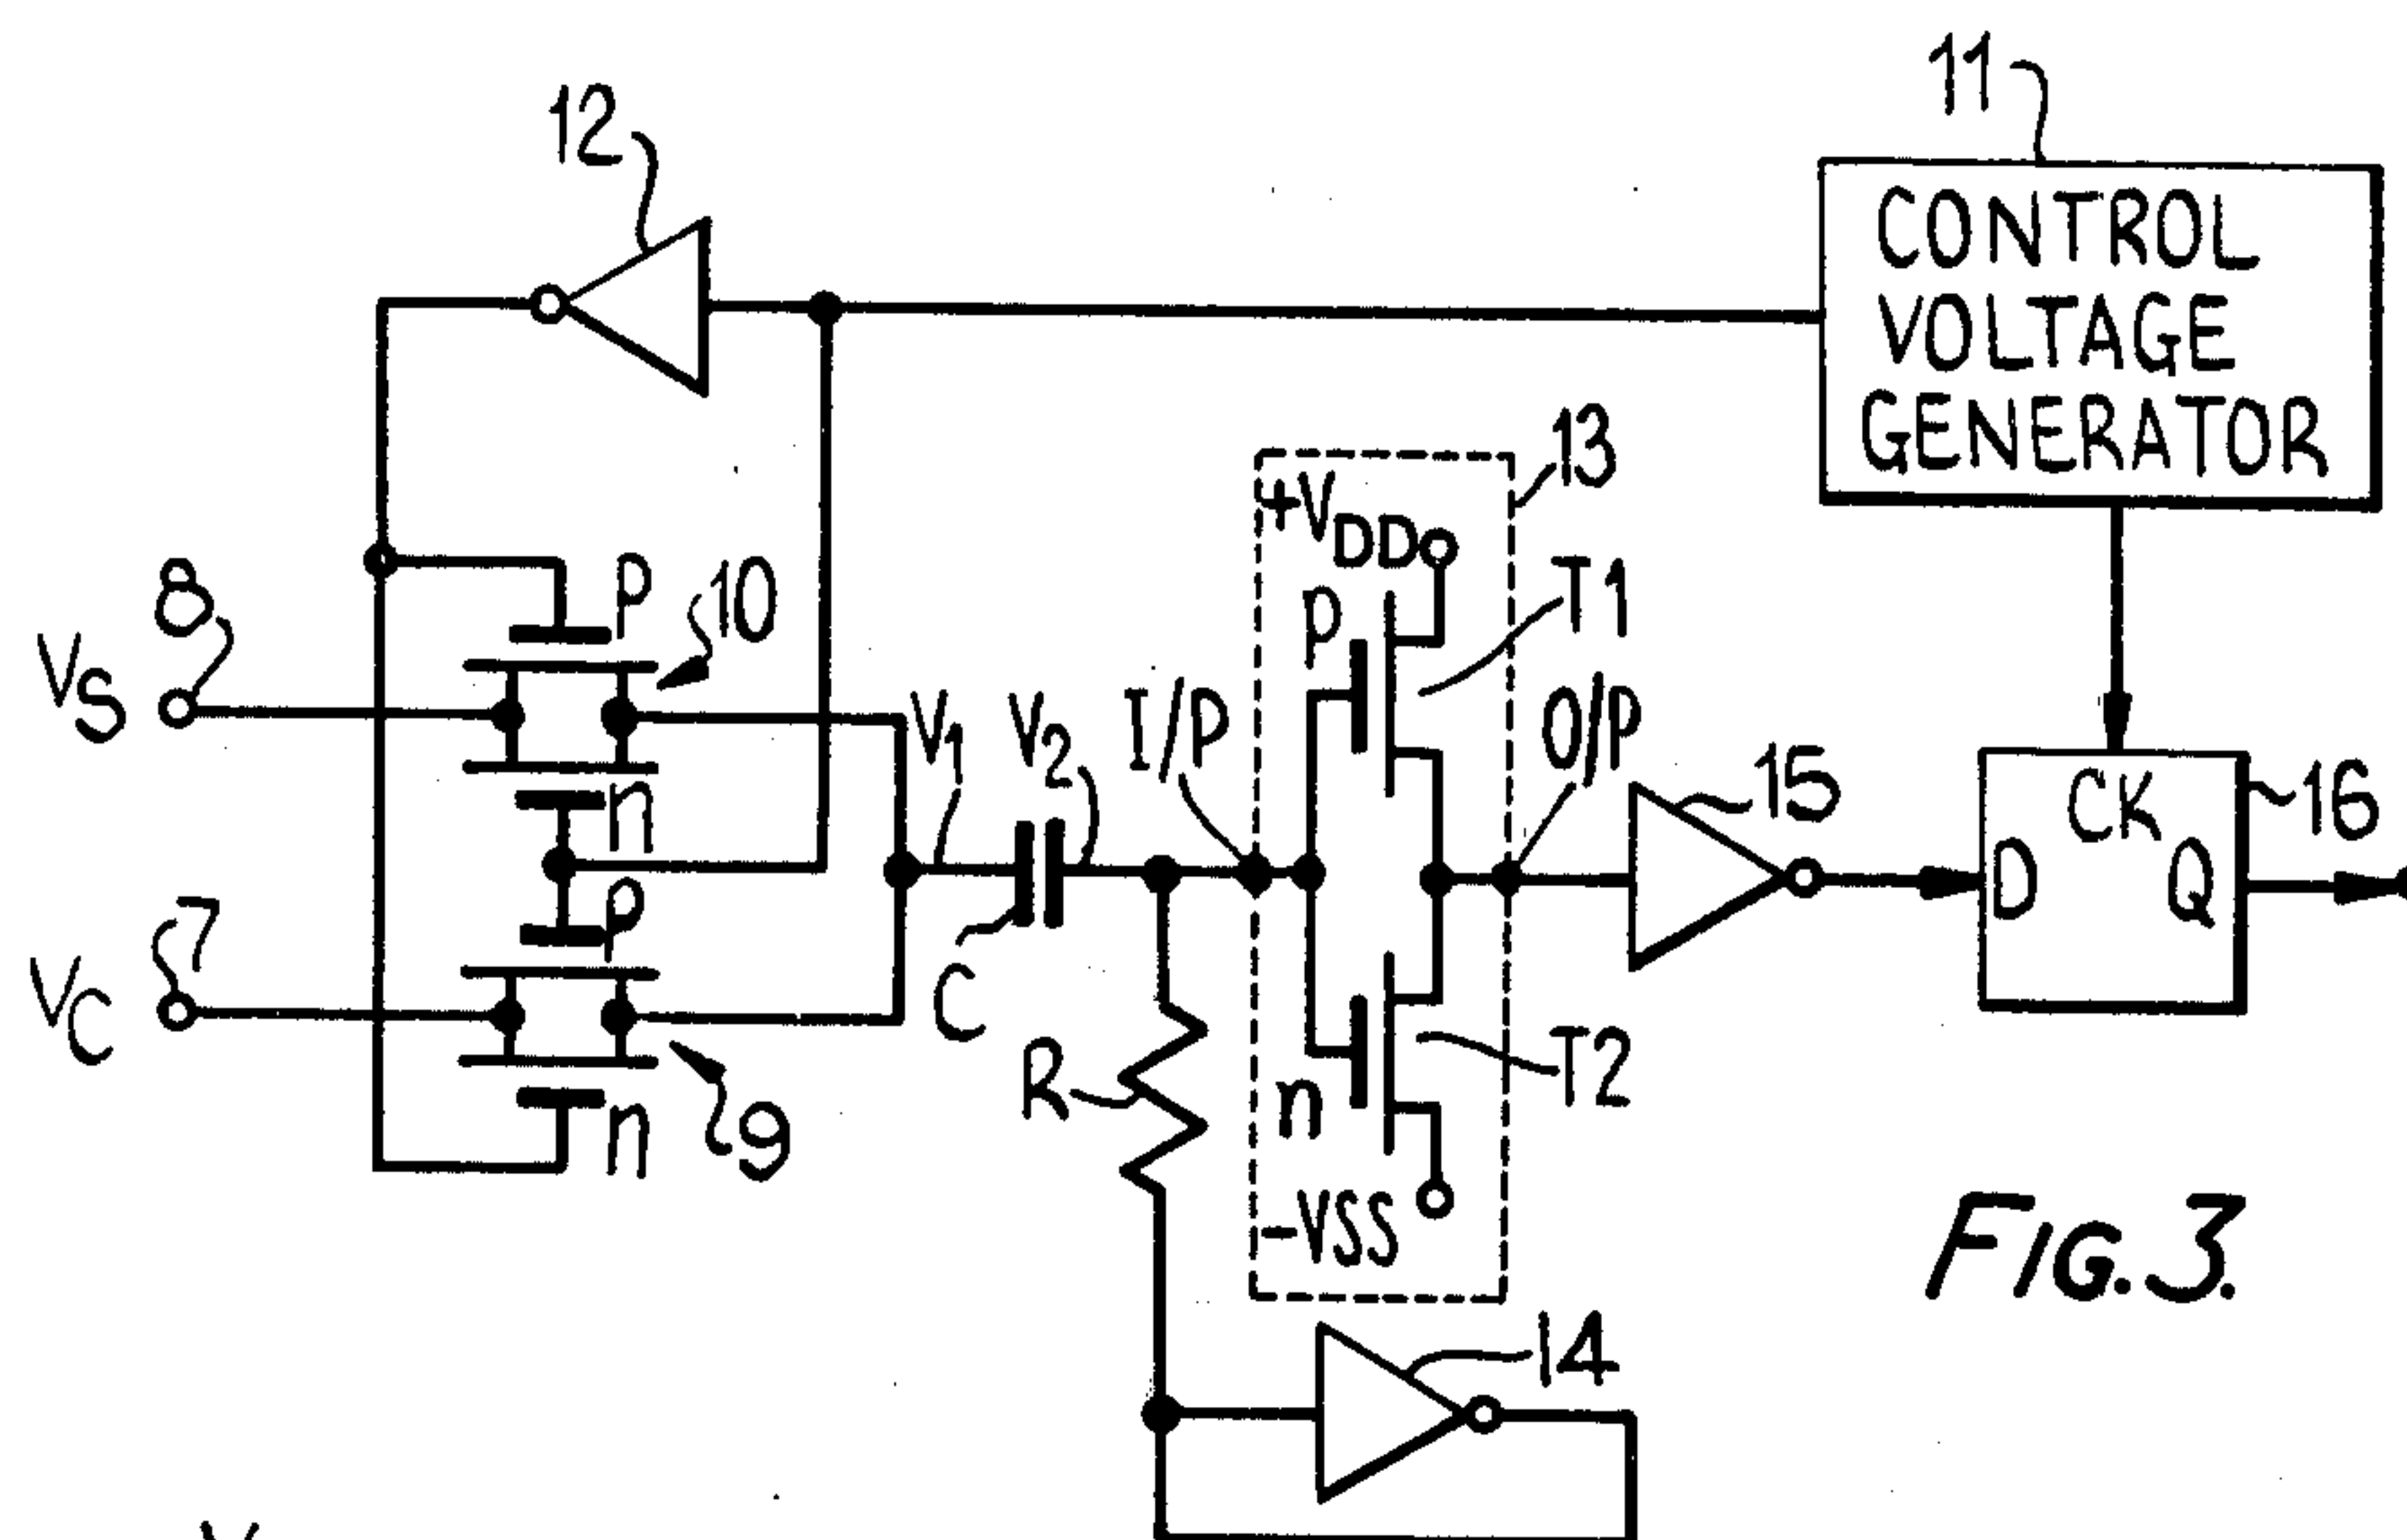 11
12
CONTROL
VOLTAGE
GENERATOR
13
+VDD
8
p
10
p
T1
VS
V1
V2
I/P
O/P
15
n
CK
16
D
Q
7
p
VC
C
R
n
T2
n
9
-VSS
FIG.3.
14